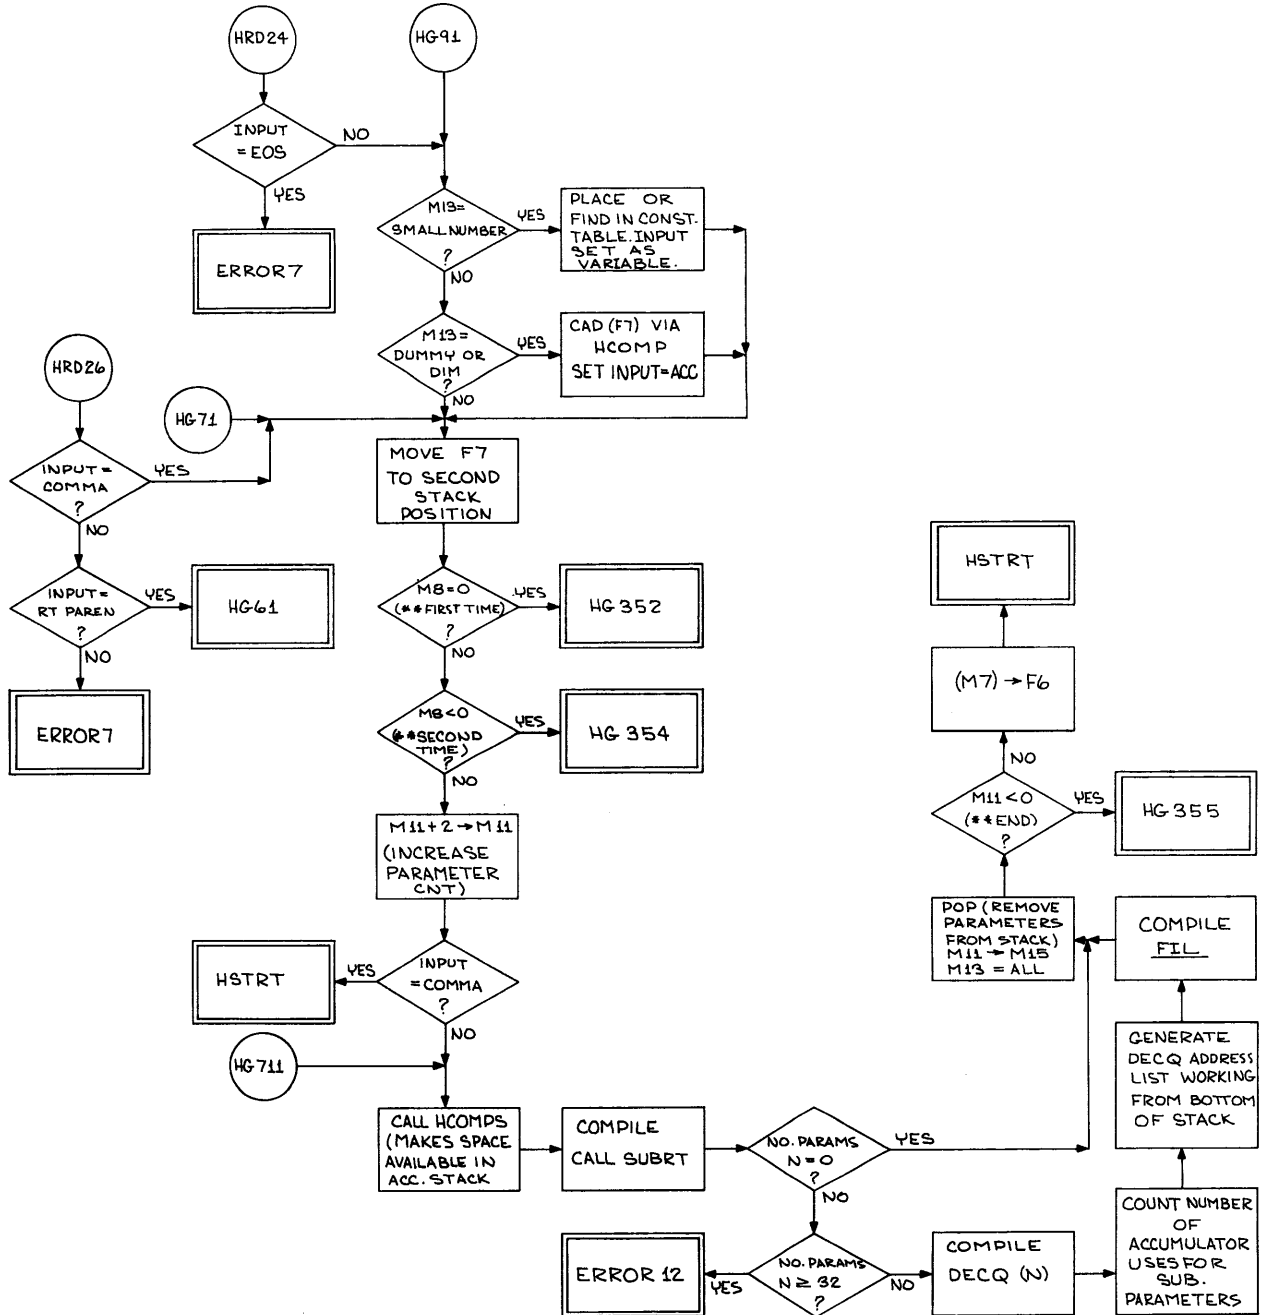 HRD24
HG91
INPUT
= EOS
NO
YES
ERROR7
M13=
SMALL NUMBER
?
YES
NO
PLACE OR
FIND IN CONST.
TABLE. INPUT
SET AS
VARIABLE.
M13=
DUMMY OR
DIM
?
YES
NO
CAD (F7) VIA
HCOMP
SET INPUT=ACC
HRD26
HG71
INPUT=
COMMA
?
YES
NO
INPUT=
RT PAREN
?
YES
NO
HG61
ERROR7
MOVE F7
TO SECOND
STACK
POSITION
M8=0
(**FIRST TIME)
?
YES
NO
HG352
M8<0
(**SECOND
TIME)
?
YES
NO
HG 354
M11+2→M11
(INCREASE
PARAMETER
CNT)
INPUT
=COMMA
?
YES
NO
HSTRT
HG711
CALL HCOMPS
(MAKES SPACE
AVAILABLE IN
ACC. STACK
COMPILE
CALL SUBRT
NO. PARAMS
N=0
?
YES
NO
NO. PARAMS
N ≥ 32
?
YES
NO
ERROR 12
COMPILE
DECQ (N)
COUNT NUMBER
OF
ACCUMULATOR
USES FOR
SUB.
PARAMETERS
GENERATE
DECQ ADDRESS
LIST WORKING
FROM BOTTOM
OF STACK
COMPILE
FIL
POP (REMOVE
PARAMETERS
FROM STACK)
M11→M15
M13 = ALL
M11<0
(**END)
?
YES
NO
HG355
(M7)→F6
HSTRT